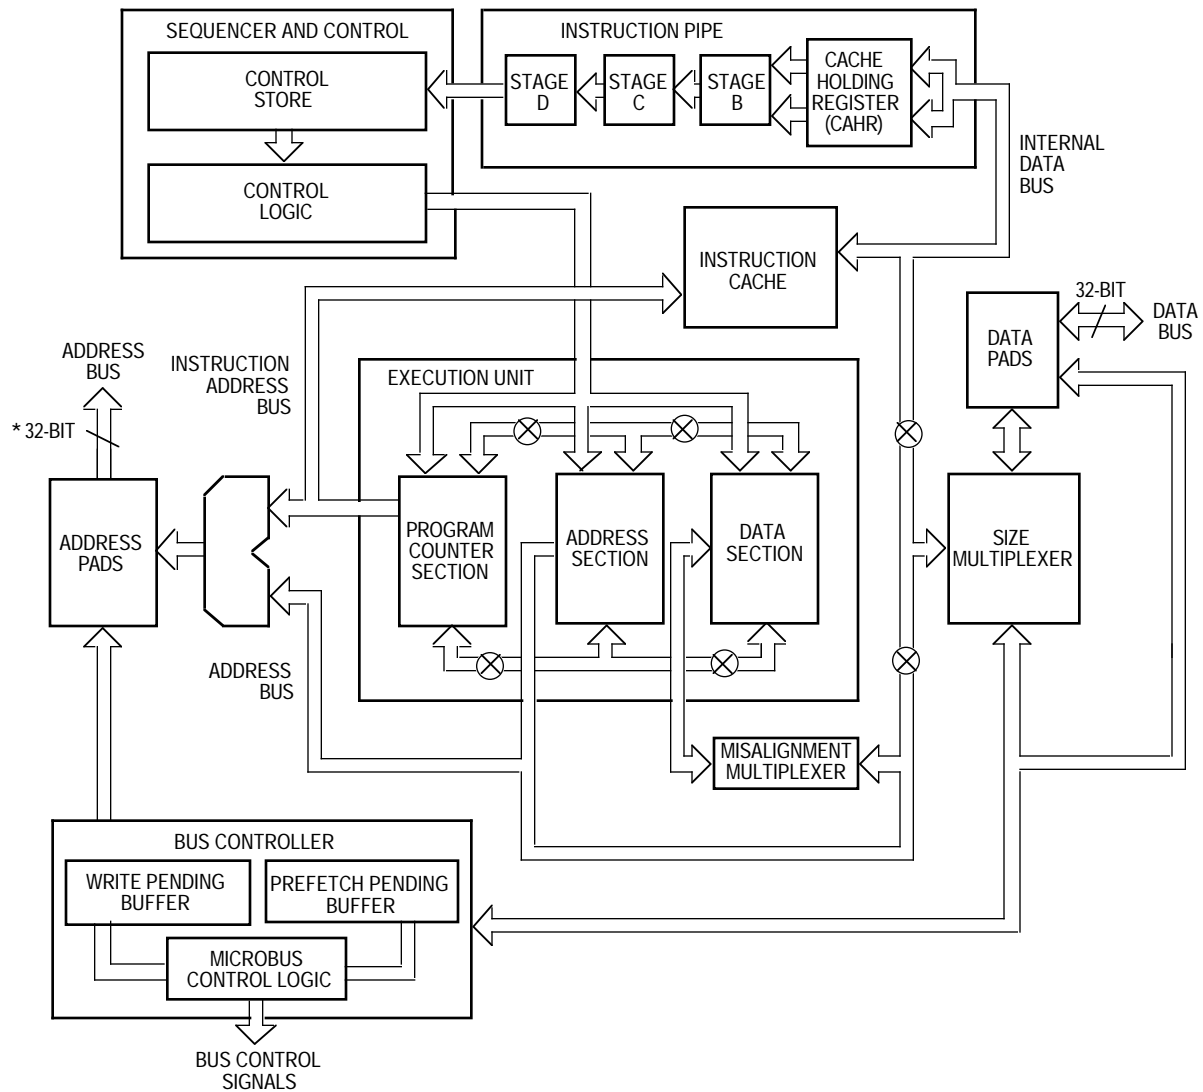 SEQUENCER AND CONTROL
CONTROL
STORE
CONTROL
LOGIC
INSTRUCTION PIPE
STAGE
D
STAGE
C
STAGE
B
CACHE
HOLDING
REGISTER
(CAHR)
INTERNAL
DATA
BUS
INSTRUCTION
CACHE
32-BIT
DATA
BUS
DATA
PADS
ADDRESS
BUS
* 32-BIT
INSTRUCTION
ADDRESS
BUS
EXECUTION UNIT
ADDRESS
PADS
PROGRAM
COUNTER
SECTION
ADDRESS
SECTION
DATA
SECTION
SIZE
MULTIPLEXER
ADDRESS
BUS
MISALIGNMENT
MULTIPLEXER
BUS CONTROLLER
WRITE PENDING
BUFFER
PREFETCH PENDING
BUFFER
MICROBUS
CONTROL LOGIC
BUS CONTROL
SIGNALS